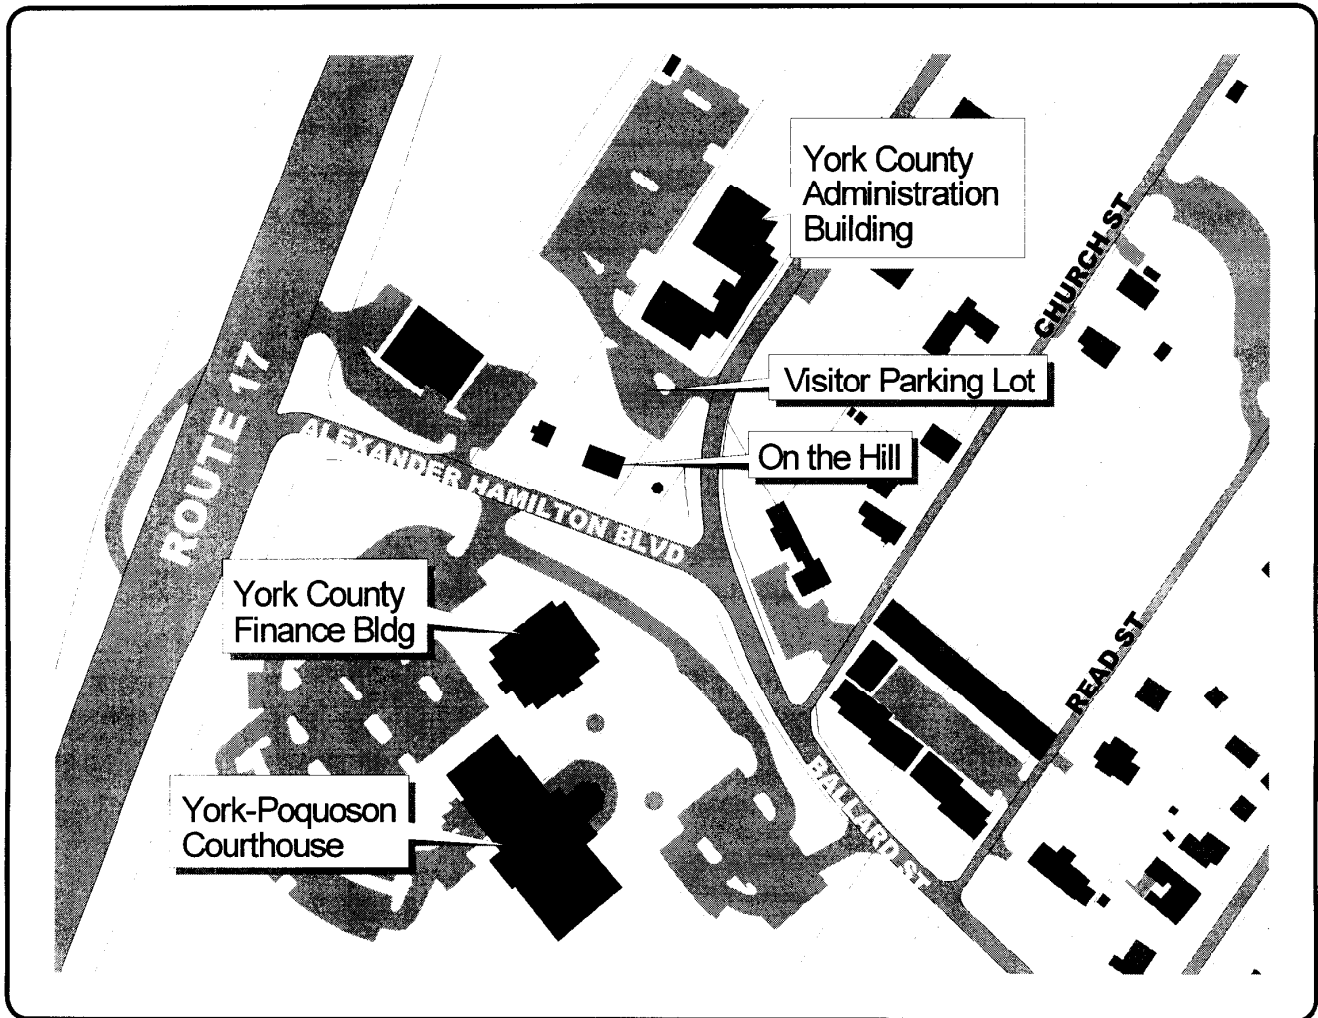 York County
Administration
Building
CHURCH ST
Visitor Parking Lot
ROUTE 17
ALEXANDER HAMILTON BLVD
On the Hill
York County
Finance Bldg
READ ST
York-Poquoson
Courthouse
BALLARD ST